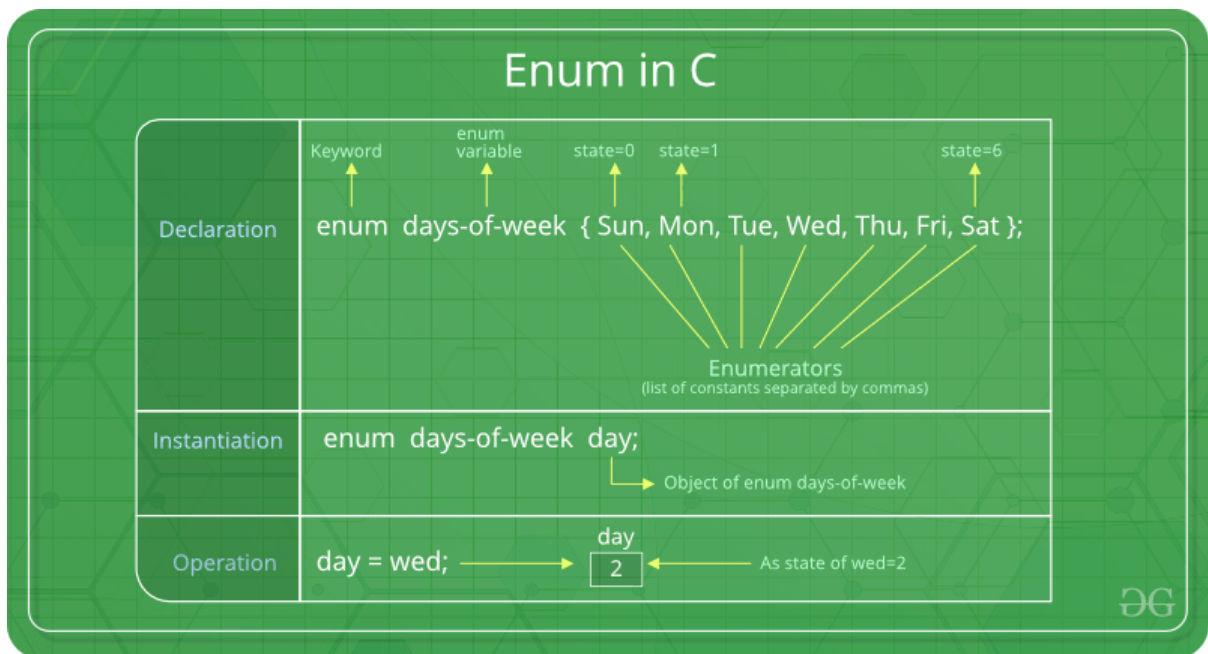 Enum in C
Keyword
enum
variable
state=0
state=1
state=6
Declaration
enum days-of-week { Sun, Mon, Tue, Wed, Thu, Fri, Sat };
Enumerators
(list of constants separated by commas)
Instantiation
enum days-of-week day;
Object of enum days-of-week
Operation
day = wed;
day
2
As state of wed=2
GG